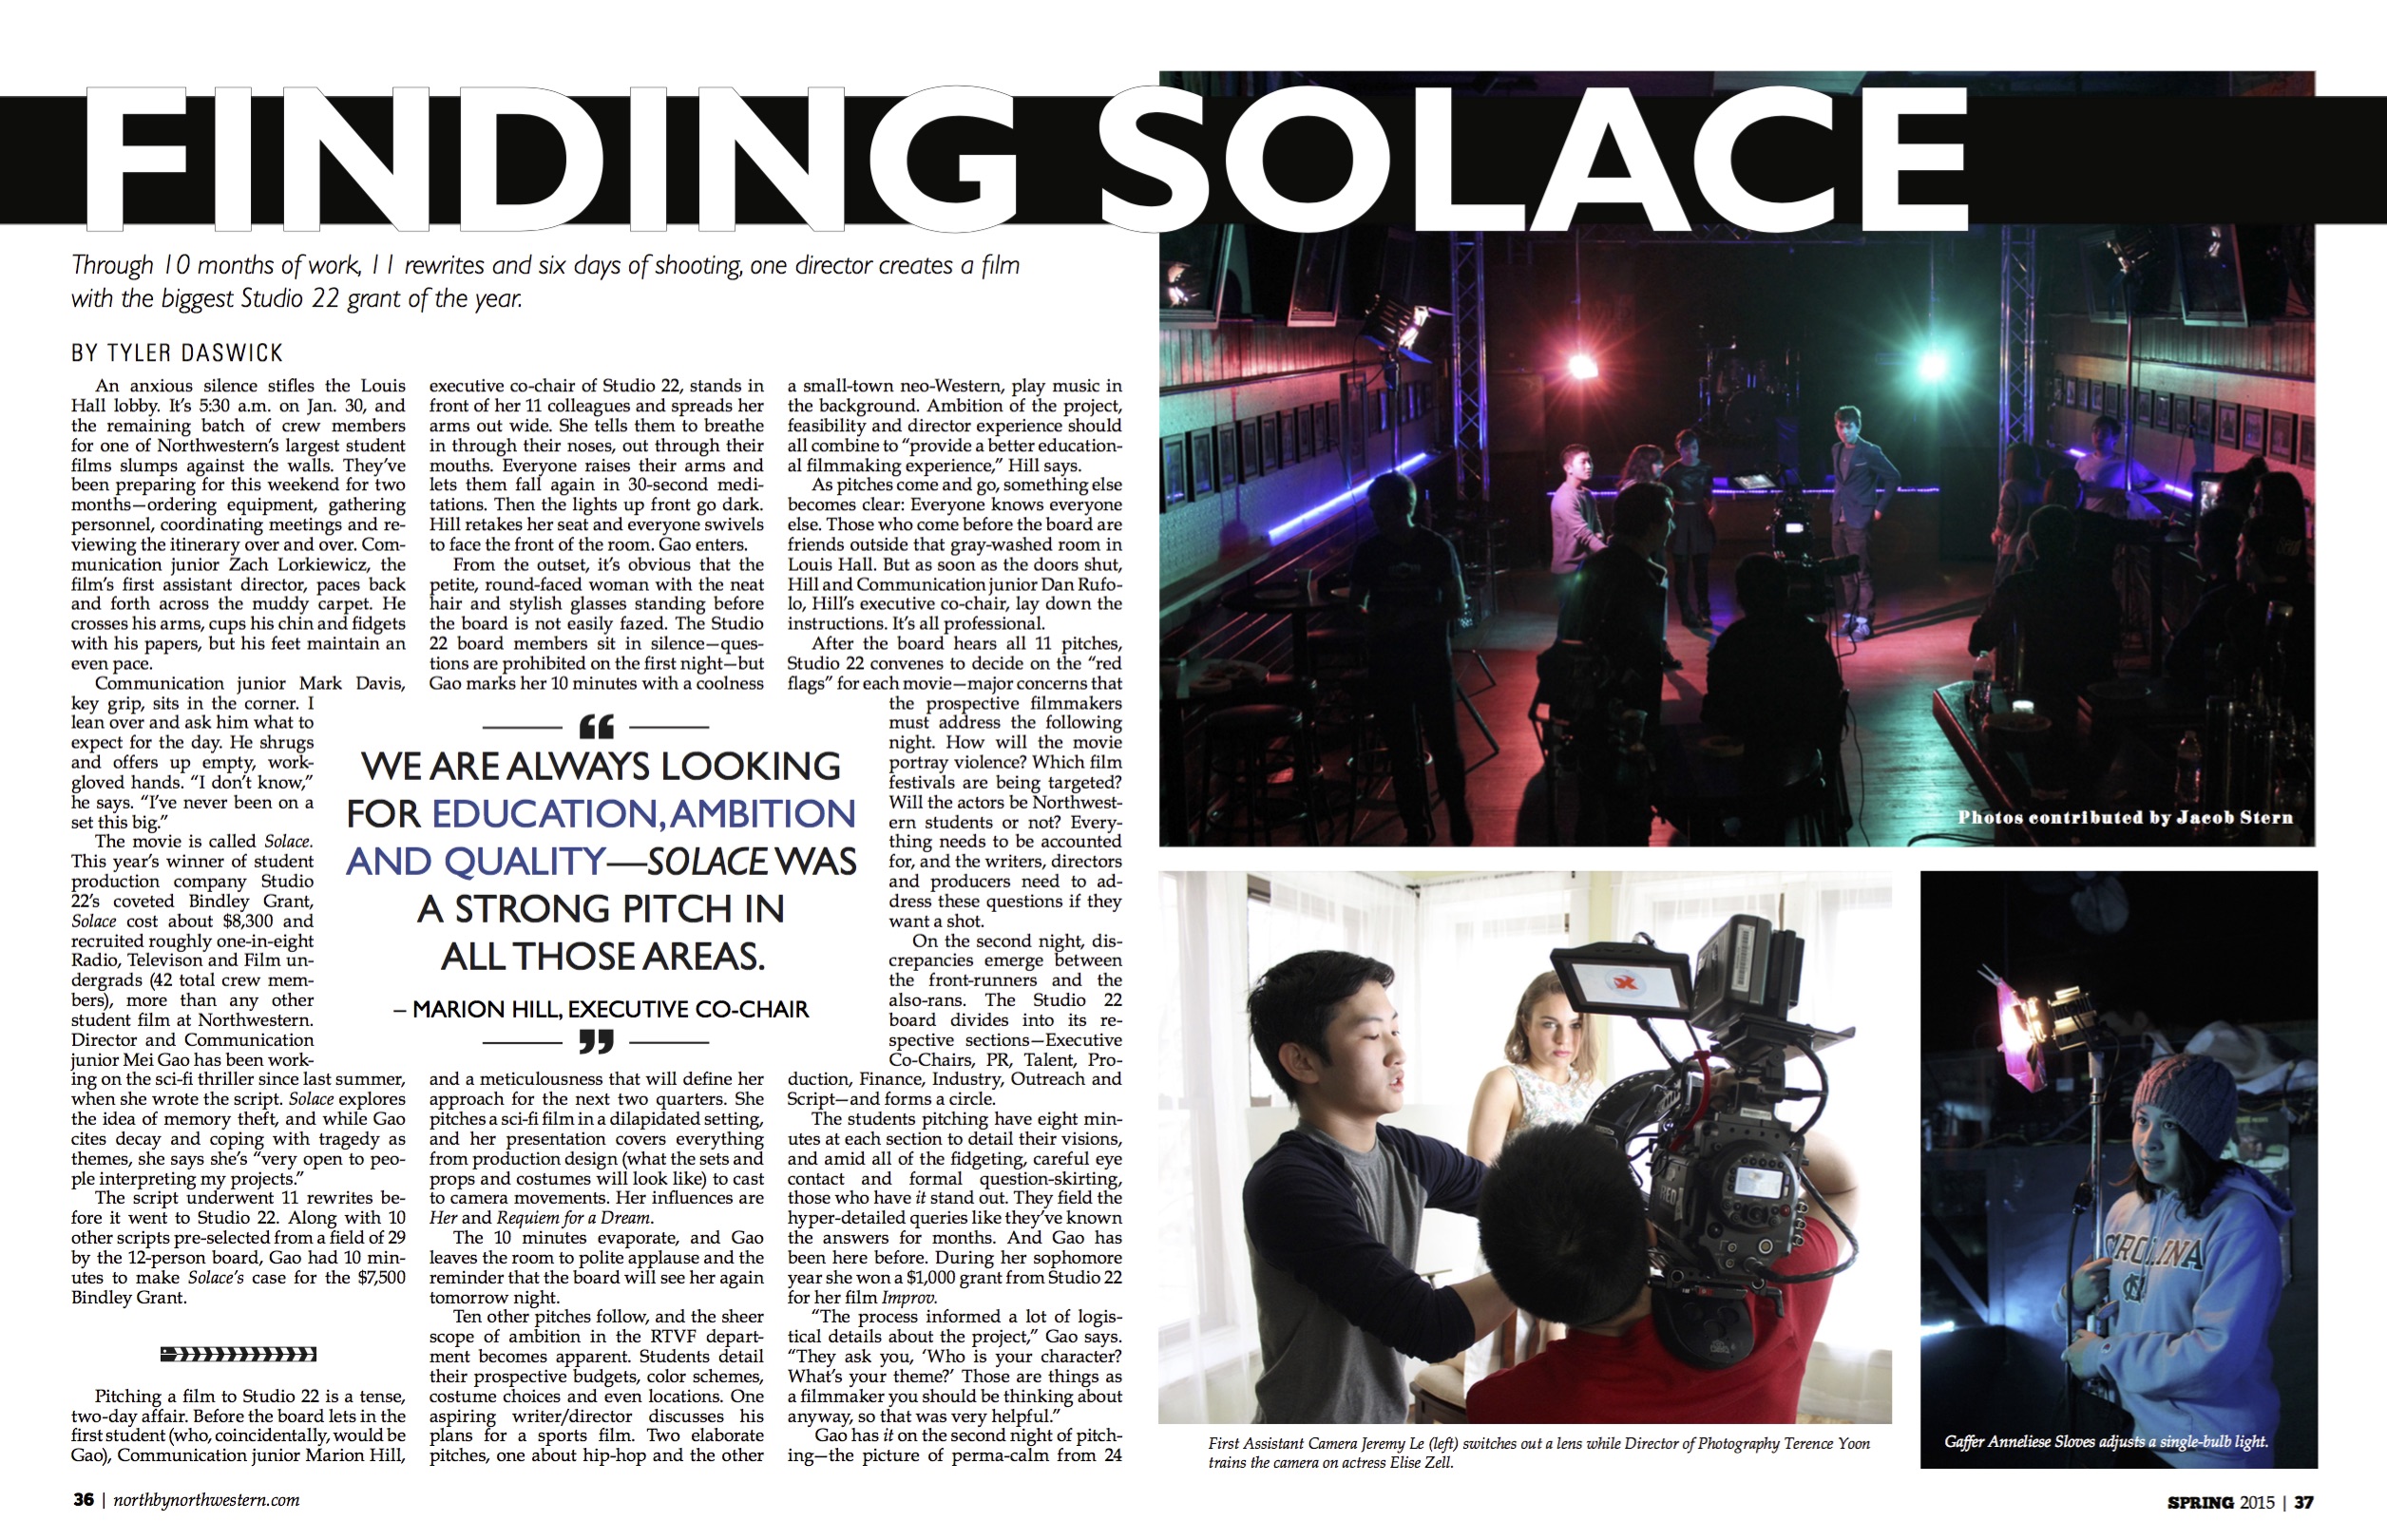 FINDING SOLACE
Through 10 months of work, 11 rewrites and six days of shooting, one director creates a film
with the biggest Studio 22 grant of the year.
BY TYLER DASWICK
An anxious silence stifles the Louis
Hall lobby. It's 5:30 a.m. on Jan. 30, and
the remaining batch of crew members
for one of Northwestern's largest student
films slumps against the walls. They've
been preparing for this weekend for two
months—ordering equipment, gathering
personnel, coordinating meetings and re-
viewing the itinerary over and over. Com-
munication junior Zach Lorkiewicz, the
film's first assistant director, paces back
and forth across the muddy carpet. He
crosses his arms, cups his chin and fidgets
with his papers, but his feet maintain an
even pace.
Communication junior Mark Davis,
key grip, sits in the corner. I
lean over and ask him what to
expect for the day. He shrugs
and offers up empty, work-
gloved hands. "I don't know,"
he says. "I've never been on a
set this big."
The movie is called Solace.
This year's winner of student
production company Studio
22's coveted Bindley Grant,
Solace cost about $8,300 and
recruited roughly one-in-eight
Radio, Televison and Film un-
dergrads (42 total crew mem-
bers), more than any other
student film at Northwestern.
Director and Communication
junior Mei Gao has been work-
ing on the sci-fi thriller since last summer,
when she wrote the script. Solace explores
the idea of memory theft, and while Gao
cites decay and coping with tragedy as
themes, she says she's "very open to peo-
ple interpreting my projects."
The script underwent 11 rewrites be-
fore it went to Studio 22. Along with 10
other scripts pre-selected from a field of 29
by the 12-person board, Gao had 10 min-
utes to make Solace's case for the $7,500
Bindley Grant.
Pitching a film to Studio 22 is a tense,
two-day affair. Before the board lets in the
first student (who, coincidentally, would be
Gao), Communication junior Marion Hill,
executive co-chair of Studio 22, stands in
front of her 11 colleagues and spreads her
arms out wide. She tells them to breathe
in through their noses, out through their
mouths. Everyone raises their arms and
lets them fall again in 30-second medi-
tations. Then the lights up front go dark.
Hill retakes her seat and everyone swivels
to face the front of the room. Gao enters.
From the outset, it's obvious that the
petite, round-faced woman with the neat
hair and stylish glasses standing before
the board is not easily fazed. The Studio
22 board members sit in silence—ques-
tions are prohibited on the first night—but
Gao marks her 10 minutes with a coolness
“
WE ARE ALWAYS LOOKING
FOR EDUCATION, AMBITION
AND QUALITY—SOLACE WAS
A STRONG PITCH IN
ALL THOSE AREAS.
– MARION HILL, EXECUTIVE CO-CHAIR
”
and a meticulousness that will define her
approach for the next two quarters. She
pitches a sci-fi film in a dilapidated setting,
and her presentation covers everything
from production design (what the sets and
props and costumes will look like) to cast
to camera movements. Her influences are
Her and Requiem for a Dream.
The 10 minutes evaporate, and Gao
leaves the room to polite applause and the
reminder that the board will see her again
tomorrow night.
Ten other pitches follow, and the sheer
scope of ambition in the RTVF depart-
ment becomes apparent. Students detail
their prospective budgets, color schemes,
costume choices and even locations. One
aspiring writer/director discusses his
plans for a sports film. Two elaborate
pitches, one about hip-hop and the other
a small-town neo-Western, play music in
the background. Ambition of the project,
feasibility and director experience should
all combine to "provide a better education-
al filmmaking experience," Hill says.
As pitches come and go, something else
becomes clear: Everyone knows everyone
else. Those who come before the board are
friends outside that gray-washed room in
Louis Hall. But as soon as the doors shut,
Hill and Communication junior Dan Rufo-
lo, Hill's executive co-chair, lay down the
instructions. It's all professional.
After the board hears all 11 pitches,
Studio 22 convenes to decide on the "red
flags" for each movie—major concerns that
the prospective filmmakers
must address the following
night. How will the movie
portray violence? Which film
festivals are being targeted?
Will the actors be Northwest-
ern students or not? Every-
thing needs to be accounted
for, and the writers, directors
and producers need to ad-
dress these questions if they
want a shot.
On the second night, dis-
crepancies emerge between
the front-runners and the
also-rans. The Studio 22
board divides into its re-
spective sections—Executive
Co-Chairs, PR, Talent, Pro-
duction, Finance, Industry, Outreach and
Script—and forms a circle.
The students pitching have eight min-
utes at each section to detail their visions,
and amid all of the fidgeting, careful eye
contact and formal question-skirting,
those who have it stand out. They field the
hyper-detailed queries like they've known
the answers for months. And Gao has
been here before. During her sophomore
year she won a $1,000 grant from Studio 22
for her film Improv.
"The process informed a lot of logis-
tical details about the project," Gao says.
"They ask you, 'Who is your character?
What's your theme?' Those are things as
a filmmaker you should be thinking about
anyway, so that was very helpful."
Gao has it on the second night of pitch-
ing—the picture of perma-calm from 24
Photos contributed by Jacob Stern
RED
CAROLINA
First Assistant Camera Jeremy Le (left) switches out a lens while Director of Photography Terence Yoon
trains the camera on actress Elise Zell.
Gaffer Anneliese Sloves adjusts a single-bulb light.
36 | northbynorthwestern.com
SPRING 2015 | 37